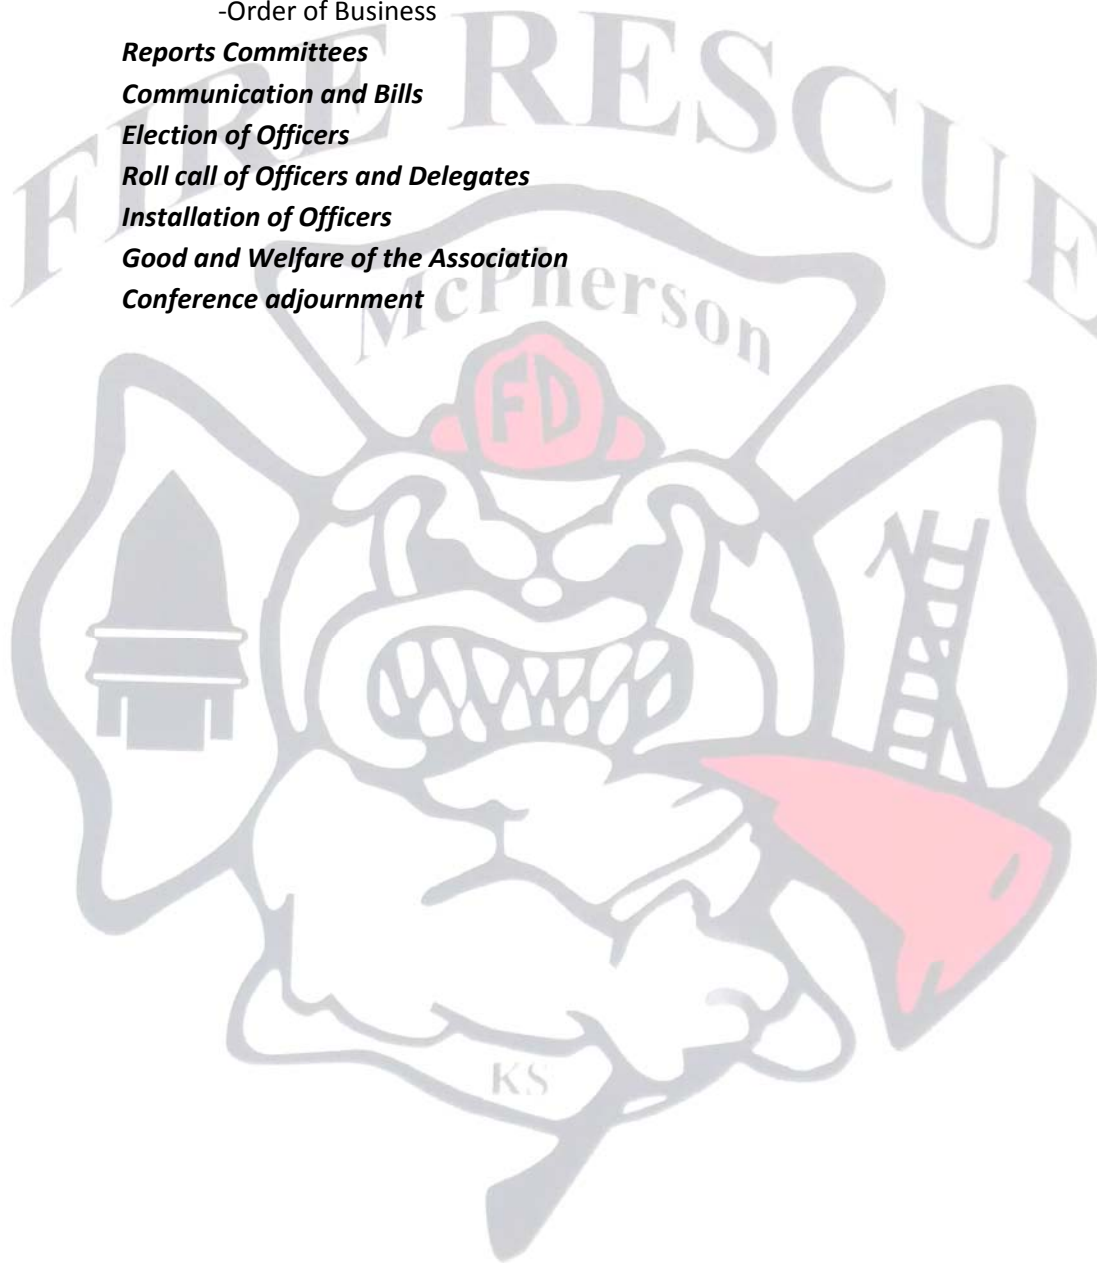 -Order of Business
Reports Committees
Communication and Bills
Election of Officers
Roll call of Officers and Delegates
Installation of Officers
Good and Welfare of the Association
Conference adjournment
FIRE RESCUE
McPherson
FD
KS